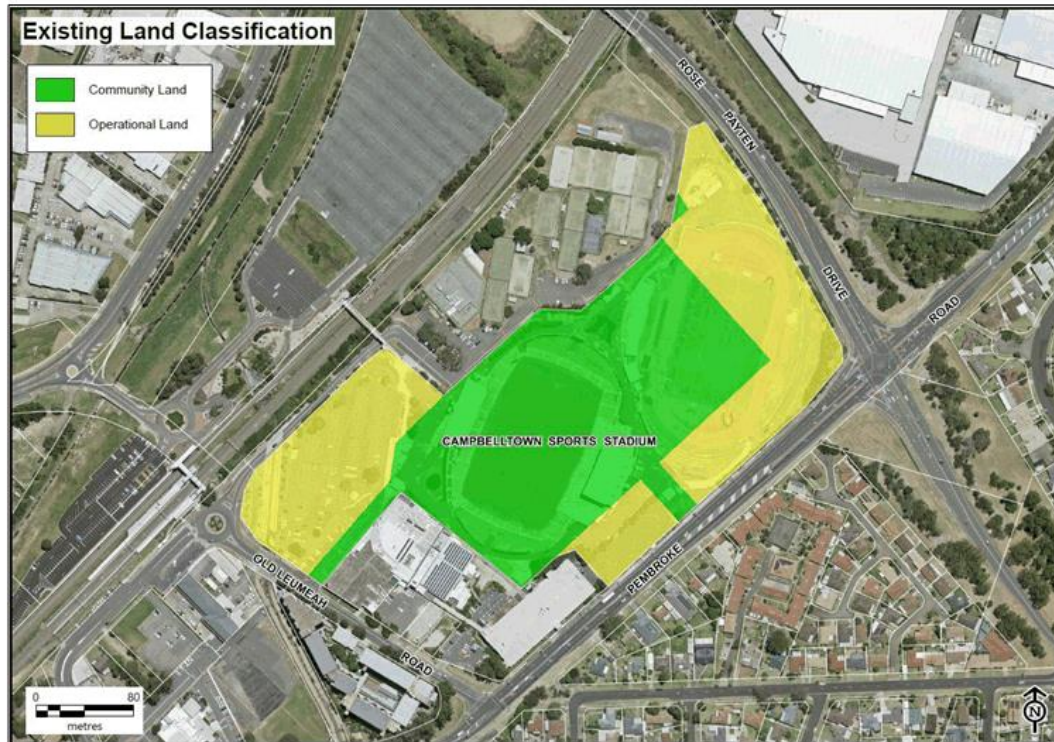 Existing Land Classification
Community Land
Operational Land
ROSE PAYTEN DRIVE
ROAD
CAMPBELLTOWN SPORTS STADIUM
PEMBROKE
OLD LEUMEAH
ROAD
0 80
metres
N